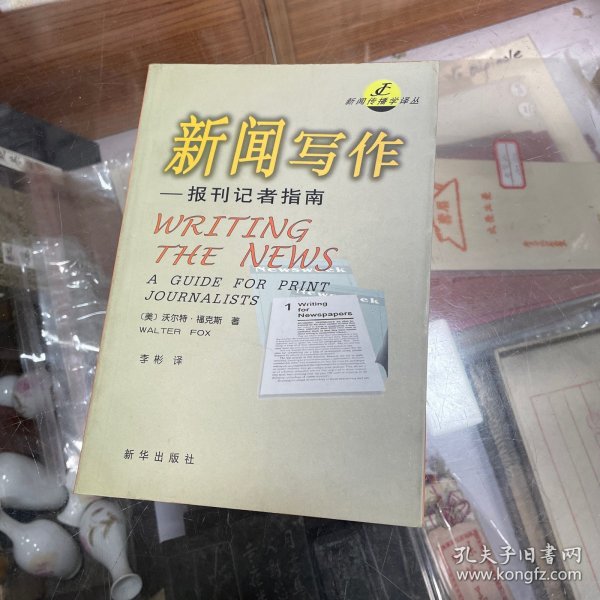 新闻传播学译丛
新闻写作
—报刊记者指南
WRITING
THE NEWS
A GUIDE FOR PRINT
JOURNALISTS
Newsweek
1 Writing
for
Newspapers
〔美〕沃尔特·福克斯 著
WALTER FOX
李彬 译
新华出版社
孔夫子旧书网
www.kongfz.com